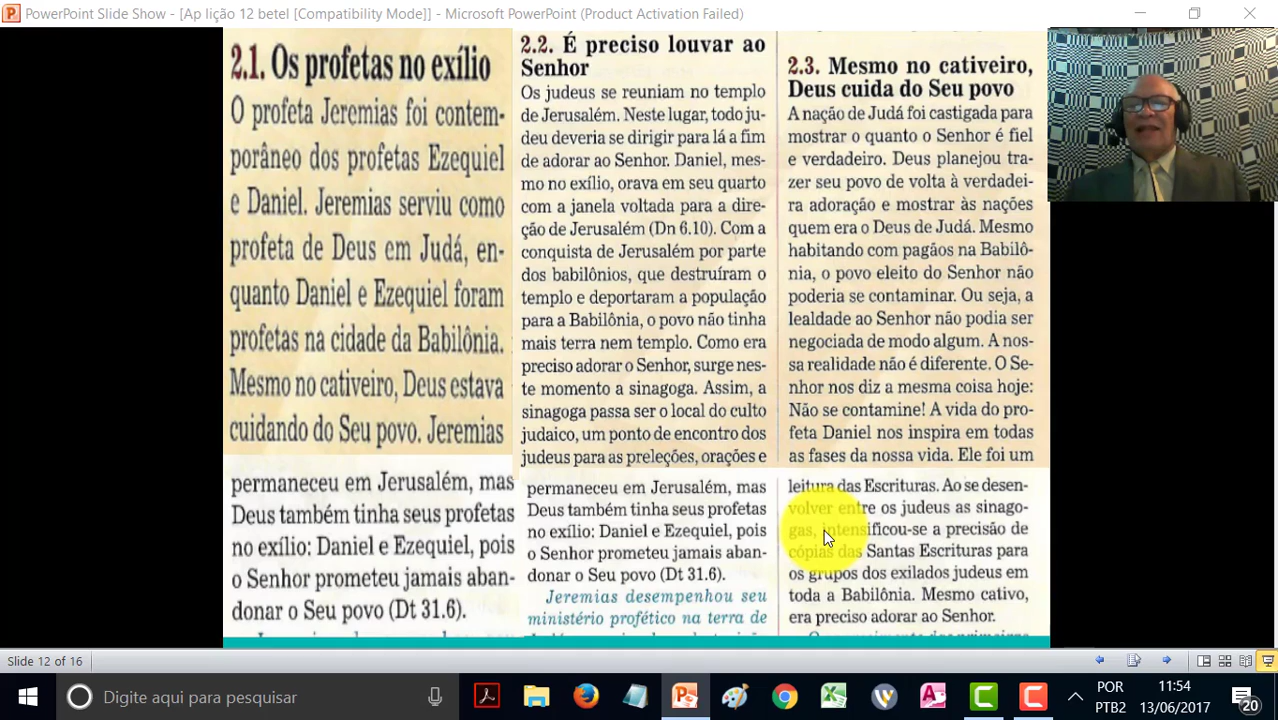 PowerPoint Slide Show - [Ap lição 12 betel [Compatibility Mode]] - Microsoft PowerPoint (Product Activation Failed)
2.1. Os profetas no exílio
O profeta Jeremias foi contem-
porâneo dos profetas Ezequiel
e Daniel. Jeremias serviu como
profeta de Deus em Judá, en-
quanto Daniel e Ezequiel foram
profetas na cidade da Babilônia.
Mesmo no cativeiro, Deus estava
cuidando do Seu povo. Jeremias
permaneceu em Jerusalém, mas
Deus também tinha seus profetas
no exílio: Daniel e Ezequiel, pois
o Senhor prometeu jamais aban-
donar o Seu povo (Dt 31.6).
2.2. É preciso louvar ao
Senhor
Os judeus se reuniam no templo
de Jerusalém. Neste lugar, todo ju-
deu deveria se dirigir para lá a fim
de adorar ao Senhor. Daniel, mes-
mo no exílio, orava em seu quarto
com a janela voltada para a dire-
ção de Jerusalém (Dn 6.10). Com a
conquista de Jerusalém por parte
dos babilônios, que destruíram o
templo e deportaram a população
para a Babilônia, o povo não tinha
mais terra nem templo. Como era
preciso adorar o Senhor, surge nes-
te momento a sinagoga. Assim, a
sinagoga passa ser o local do culto
judaico, um ponto de encontro dos
judeus para as preleções, orações e
permaneceu em Jerusalém, mas
Deus também tinha seus profetas
no exílio: Daniel e Ezequiel, pois
o Senhor prometeu jamais aban-
donar o Seu povo (Dt 31.6).
Jeremias desempenhou seu
ministério profético na terra de
2.3. Mesmo no cativeiro,
Deus cuida do Seu povo
A nação de Judá foi castigada para
mostrar o quanto o Senhor é fiel
e verdadeiro. Deus planejou tra-
zer seu povo de volta à verdadei-
ra adoração e mostrar às nações
quem era o Deus de Judá. Mesmo
habitando com pagãos na Babilô-
nia, o povo eleito do Senhor não
poderia se contaminar. Ou seja, a
lealdade ao Senhor não podia ser
negociada de modo algum. A nos-
sa realidade não é diferente. O Se-
nhor nos diz a mesma coisa hoje:
Não se contamine! A vida do pro-
feta Daniel nos inspira em todas
as fases da nossa vida. Ele foi um
leitura das Escrituras. Ao se desen-
volver entre os judeus as sinago-
gas, intensificou-se a precisão de
cópias das Santas Escrituras para
os grupos dos exilados judeus em
toda a Babilônia. Mesmo cativo,
era preciso adorar ao Senhor.
Slide 12 of 16
Digite aqui para pesquisar
POR
PTB2
11:54
13/06/2017
20